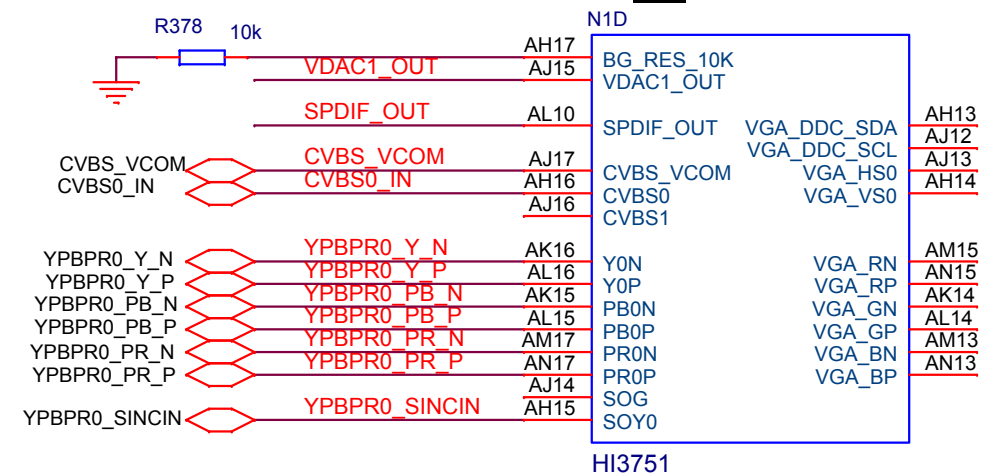 N1D
R378 10k
AH17 BG_RES_10K
VDAC1_OUT AJ15 VDAC1_OUT
SPDIF_OUT AL10 SPDIF_OUT
VGA_DDC_SDA AH13
VGA_DDC_SCL AJ12
CVBS_VCOM CVBS_VCOM AJ17 CVBS_VCOM
VGA_HS0 AJ13
CVBS0_IN CVBS0_IN AH16 CVBS0
VGA_VS0 AH14
AJ16 CVBS1
YPBPR0_Y_N YPBPR0_Y_N AK16 Y0N
VGA_RN AM15
YPBPR0_Y_P YPBPR0_Y_P AL16 Y0P
VGA_RP AN15
YPBPR0_PB_N YPBPR0_PB_N AK15 PB0N
VGA_GN AK14
YPBPR0_PB_P YPBPR0_PB_P AL15 PB0P
VGA_GP AL14
YPBPR0_PR_N YPBPR0_PR_N AM17 PR0N
VGA_BN AM13
YPBPR0_PR_P YPBPR0_PR_P AN17 PR0P
VGA_BP AN13
AJ14 SOG
YPBPR0_SINCIN YPBPR0_SINCIN AH15 SOY0
HI3751